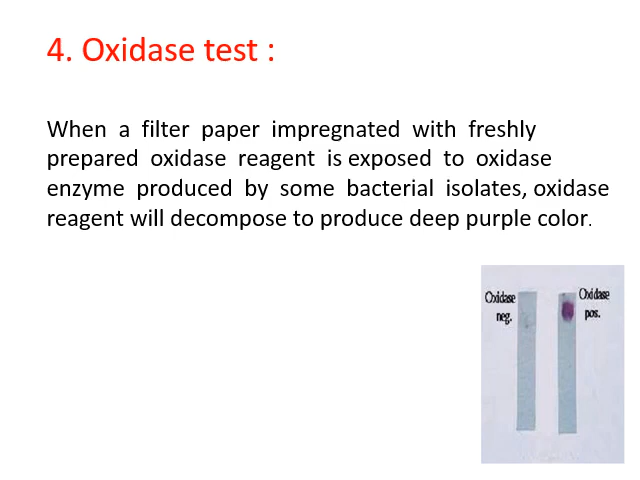 4. Oxidase test :
When a filter paper impregnated with freshly
prepared oxidase reagent is exposed to oxidase
enzyme produced by some bacterial isolates, oxidase
reagent will decompose to produce deep purple color.
Oxidase
neg.
Oxidase
pos.